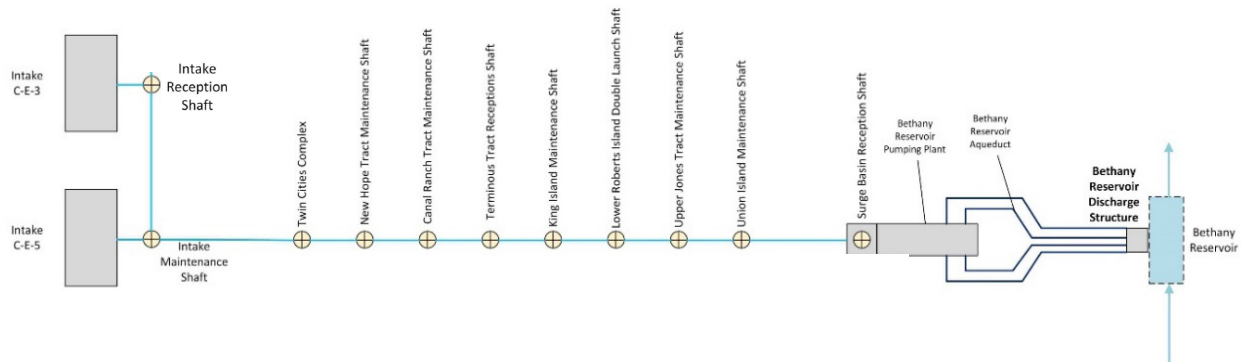 Intake
C-E-3
Intake
Reception
Shaft
Intake
C-E-5
Intake
Maintenance
Shaft
Twin Cities Complex
New Hope Tract Maintenance Shaft
Canal Ranch Tract Maintenance Shaft
Terminous Tract Receptions Shaft
King Island Maintenance Shaft
Lower Roberts Island Double Launch Shaft
Upper Jones Tract Maintenance Shaft
Union Island Maintenance Shaft
Surge Basin Reception Shaft
Bethany
Reservoir
Pumping Plant
Bethany
Reservoir
Aqueduct
Bethany
Reservoir
Discharge
Structure
Bethany
Reservoir